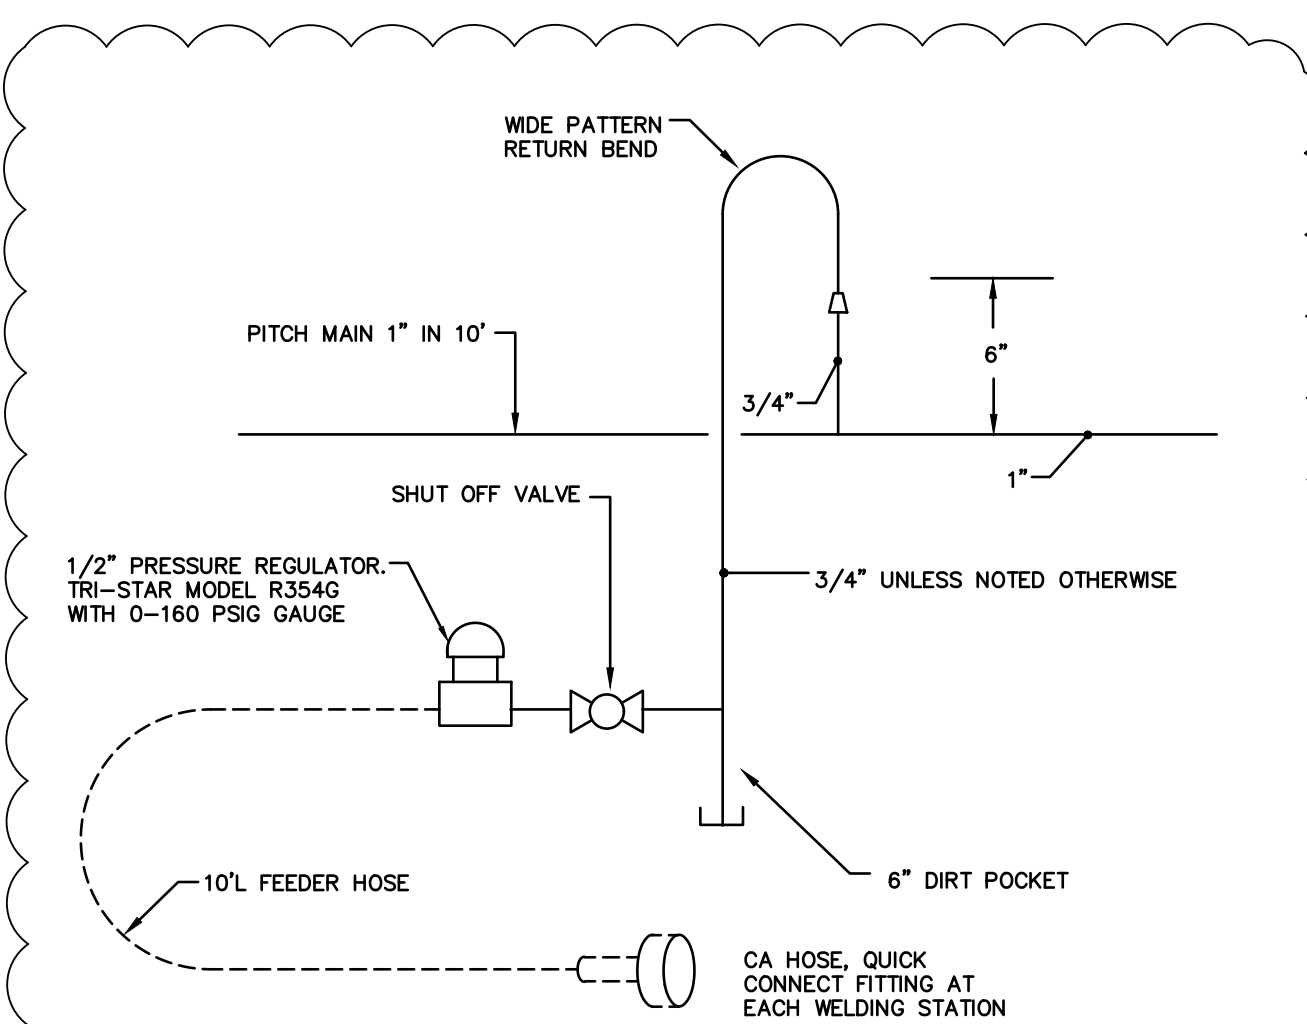 WIDE PATTERN
RETURN BEND
PITCH MAIN 1" IN 10'
6"
3/4"
1"
SHUT OFF VALVE
1/2" PRESSURE REGULATOR.
TRI-STAR MODEL R354G
WITH 0-160 PSIG GAUGE
3/4" UNLESS NOTED OTHERWISE
10'L FEEDER HOSE
6" DIRT POCKET
CA HOSE, QUICK
CONNECT FITTING AT
EACH WELDING STATION